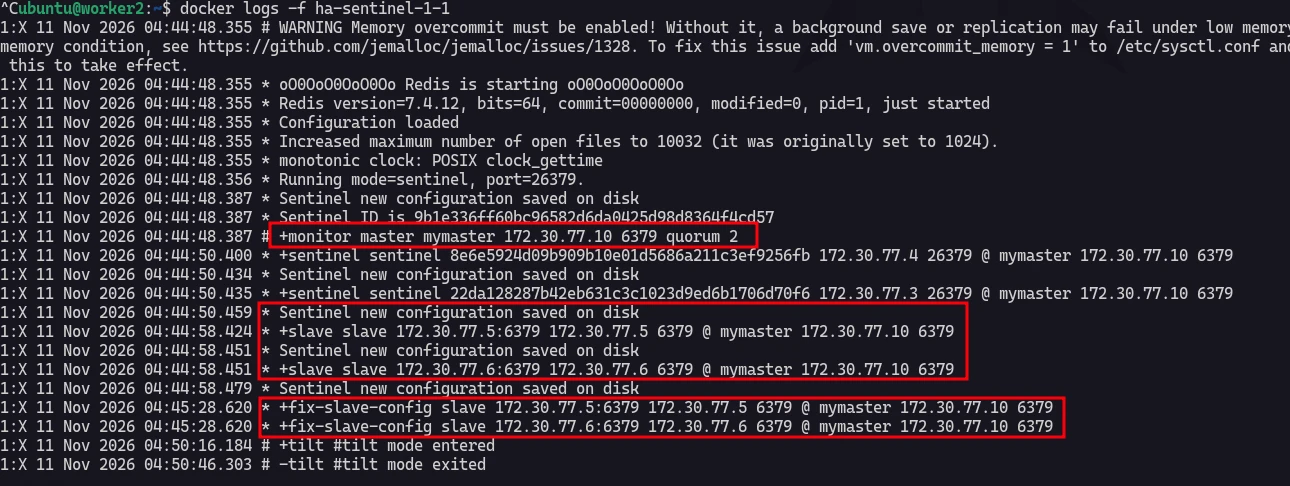 ^Cubuntu@worker2:~$ docker logs -f ha-sentinel-1-1
1:X 11 Nov 2026 04:44:48.355 # WARNING Memory overcommit must be enabled! Without it, a background save or replication may fail under low memory
memory condition, see https://github.com/jemalloc/jemalloc/issues/1328. To fix this issue add 'vm.overcommit_memory = 1' to /etc/sysctl.conf and
this to take effect.
1:X 11 Nov 2026 04:44:48.355 * oO0OoO0OoO0Oo Redis is starting oO0OoO0OoO0Oo
1:X 11 Nov 2026 04:44:48.355 * Redis version=7.4.12, bits=64, commit=00000000, modified=0, pid=1, just started
1:X 11 Nov 2026 04:44:48.355 * Configuration loaded
1:X 11 Nov 2026 04:44:48.355 * Increased maximum number of open files to 10032 (it was originally set to 1024).
1:X 11 Nov 2026 04:44:48.355 * monotonic clock: POSIX clock_gettime
1:X 11 Nov 2026 04:44:48.356 * Running mode=sentinel, port=26379.
1:X 11 Nov 2026 04:44:48.387 * Sentinel new configuration saved on disk
1:X 11 Nov 2026 04:44:48.387 * Sentinel ID is 9b1e336ff60bc96582d6da0425d98d8364f4cd57
1:X 11 Nov 2026 04:44:48.387 # +monitor master mymaster 172.30.77.10 6379 quorum 2
1:X 11 Nov 2026 04:44:50.400 * +sentinel sentinel 8e6e5924d09b909b10e01d5686a211c3ef9256fb 172.30.77.4 26379 @ mymaster 172.30.77.10 6379
1:X 11 Nov 2026 04:44:50.434 * Sentinel new configuration saved on disk
1:X 11 Nov 2026 04:44:50.435 * +sentinel sentinel 22da128287b42eb631c3c1023d9ed6b1706d70f6 172.30.77.3 26379 @ mymaster 172.30.77.10 6379
1:X 11 Nov 2026 04:44:50.459 * Sentinel new configuration saved on disk
1:X 11 Nov 2026 04:44:58.424 * +slave slave 172.30.77.5:6379 172.30.77.5 6379 @ mymaster 172.30.77.10 6379
1:X 11 Nov 2026 04:44:58.451 * Sentinel new configuration saved on disk
1:X 11 Nov 2026 04:44:58.451 * +slave slave 172.30.77.6:6379 172.30.77.6 6379 @ mymaster 172.30.77.10 6379
1:X 11 Nov 2026 04:44:58.479 * Sentinel new configuration saved on disk
1:X 11 Nov 2026 04:45:28.620 * +fix-slave-config slave 172.30.77.5:6379 172.30.77.5 6379 @ mymaster 172.30.77.10 6379
1:X 11 Nov 2026 04:45:28.620 * +fix-slave-config slave 172.30.77.6:6379 172.30.77.6 6379 @ mymaster 172.30.77.10 6379
1:X 11 Nov 2026 04:50:16.184 # +tilt #tilt mode entered
1:X 11 Nov 2026 04:50:46.303 # -tilt #tilt mode exited